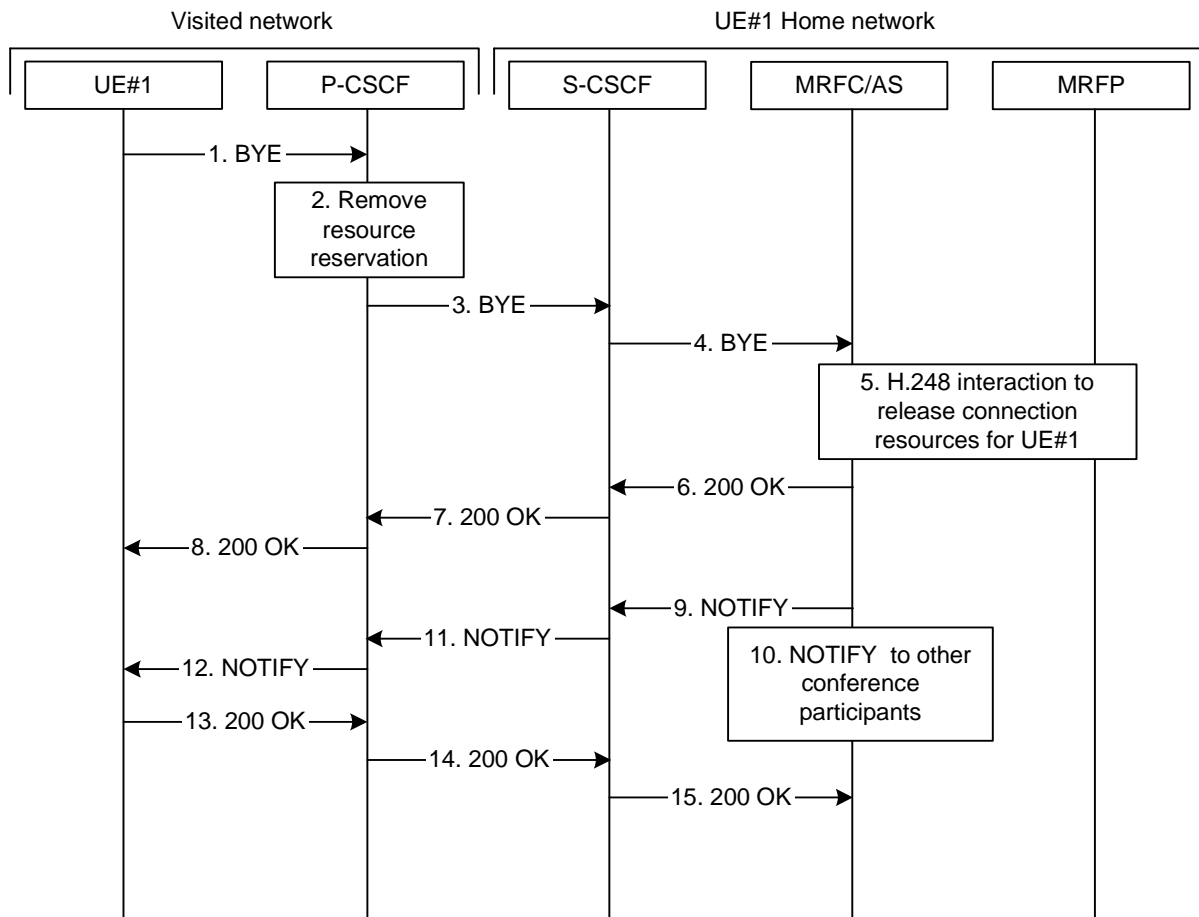 Visited network
UE#1 Home network
UE#1
P-CSCF
S-CSCF
MRFC/AS
MRFP
1. BYE
2. Remove
resource
reservation
3. BYE
4. BYE
5. H.248 interaction to
release connection
resources for UE#1
6. 200 OK
7. 200 OK
8. 200 OK
9. NOTIFY
10. NOTIFY to other
conference
participants
11. NOTIFY
12. NOTIFY
13. 200 OK
14. 200 OK
15. 200 OK